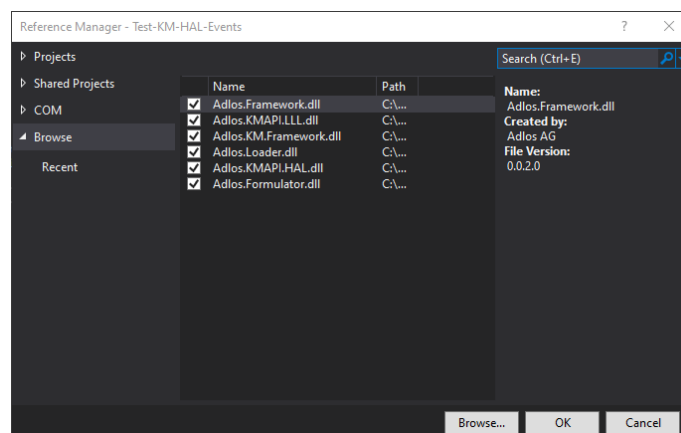 Reference Manager - Test-KM-HAL-Events
Projects
Shared Projects
COM
Browse
Recent
Name Path
Adlos.Framework.dll C:\...
Adlos.KMAPI.LLL.dll C:\...
Adlos.KM.Framework.dll C:\...
Adlos.Loader.dll C:\...
Adlos.KMAPI.HAL.dll C:\...
Adlos.Formulator.dll C:\...
Search (Ctrl+E)
Name:
Adlos.Framework.dll
Created by:
Adlos AG
File Version:
0.0.2.0
Browse... OK Cancel